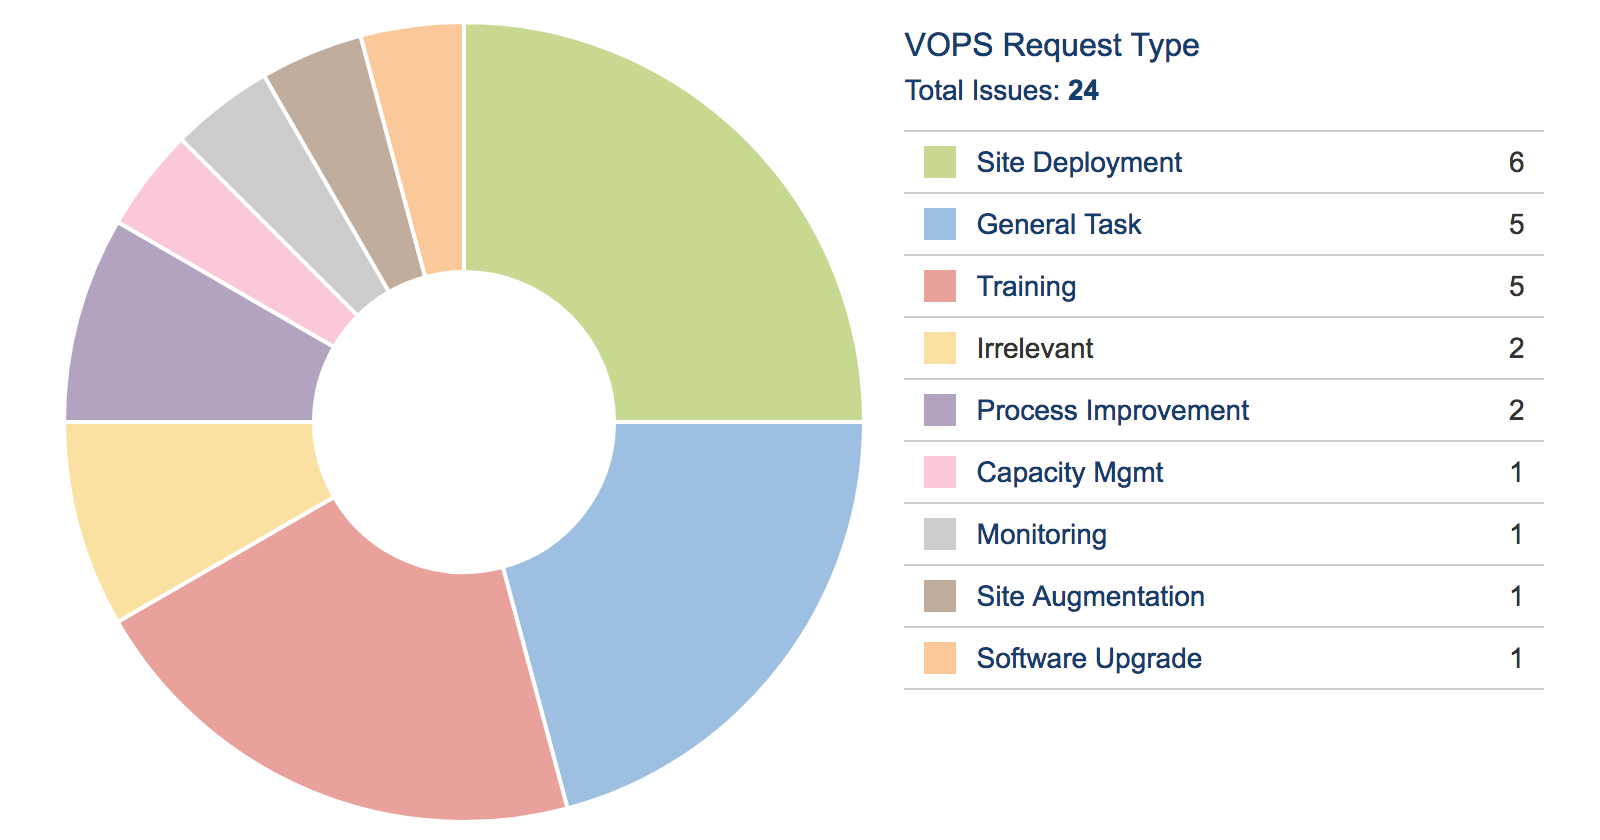 VOPS Request Type
Total Issues: 24
Site Deployment 6
General Task 5
Training 5
Irrelevant 2
Process Improvement 2
Capacity Mgmt 1
Monitoring 1
Site Augmentation 1
Software Upgrade 1